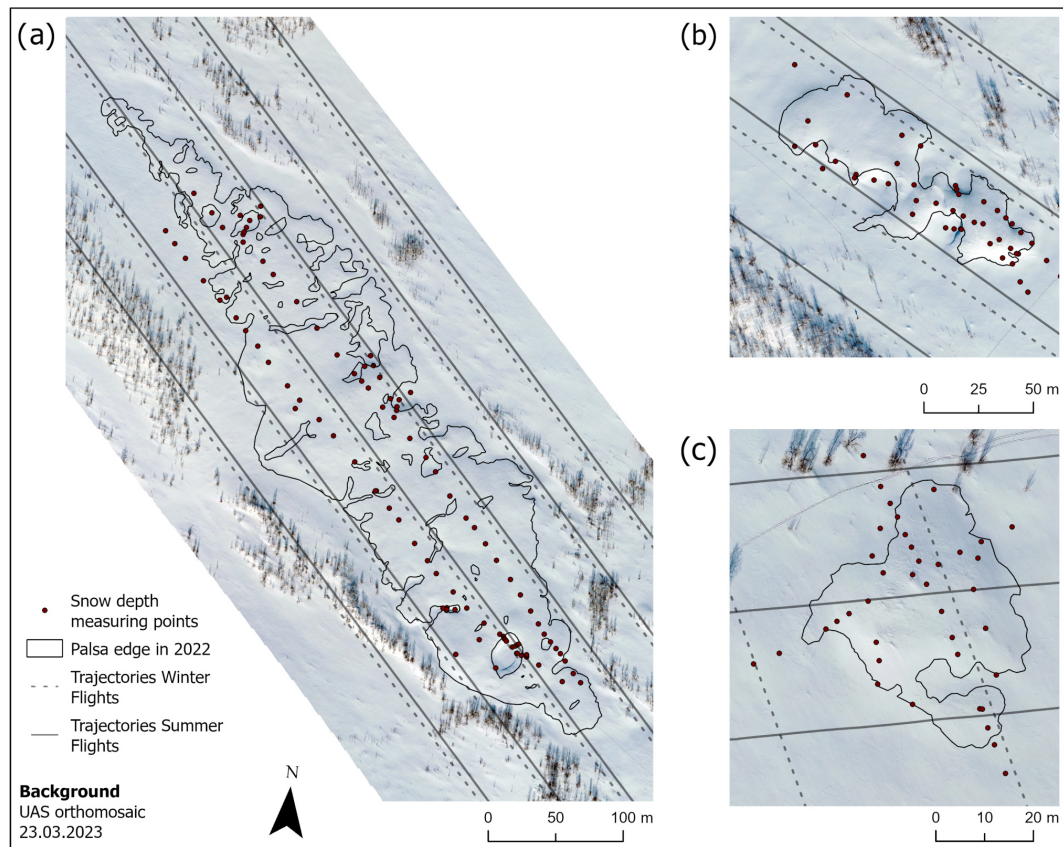 (a)
(b)
0 25 50 m
(c)
Snow depth
measuring points
Palsa edge in 2022
Trajectories Winter
Flights
Trajectories Summer
Flights
Background
UAS orthomosaic
23.03.2023
N
0 50 100 m
0 10 20 m